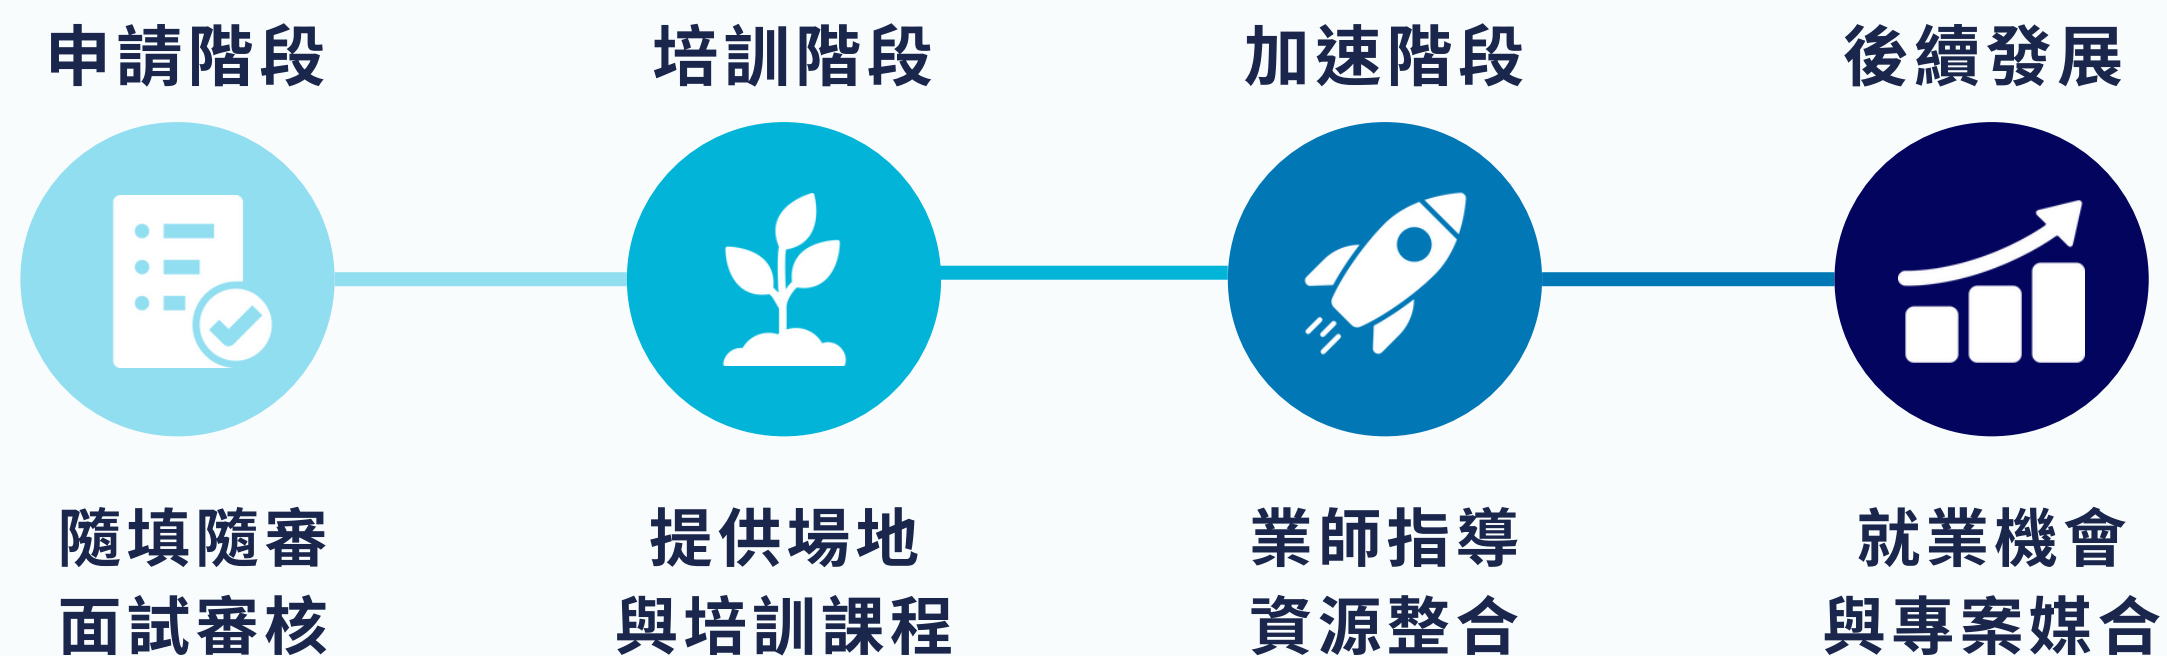 申請階段
培訓階段
加速階段
後續發展
隨填隨審
面試審核
提供場地
與培訓課程
業師指導
資源整合
就業機會
與專案媒合